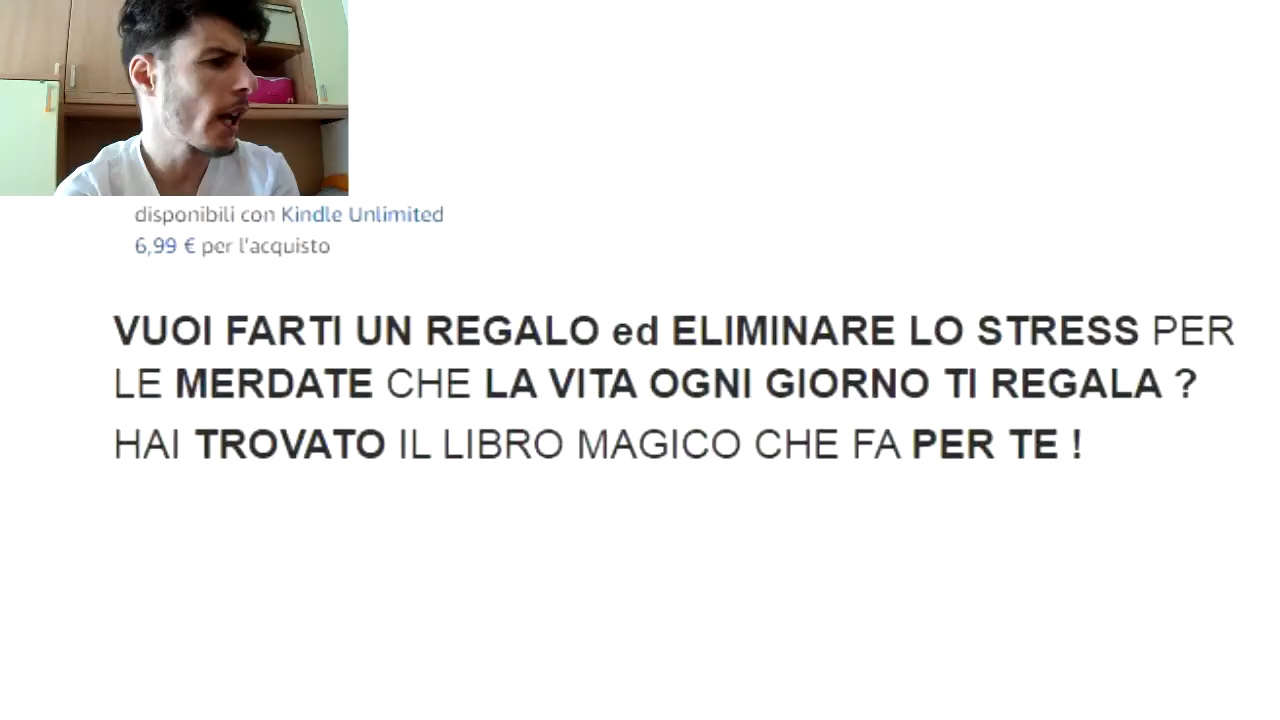 disponibili con Kindle Unlimited
6,99 € per l'acquisto
VUOI FARTI UN REGALO ed ELIMINARE LO STRESS PER
LE MERDATE CHE LA VITA OGNI GIORNO TI REGALA ?
HAI TROVATO IL LIBRO MAGICO CHE FA PER TE !